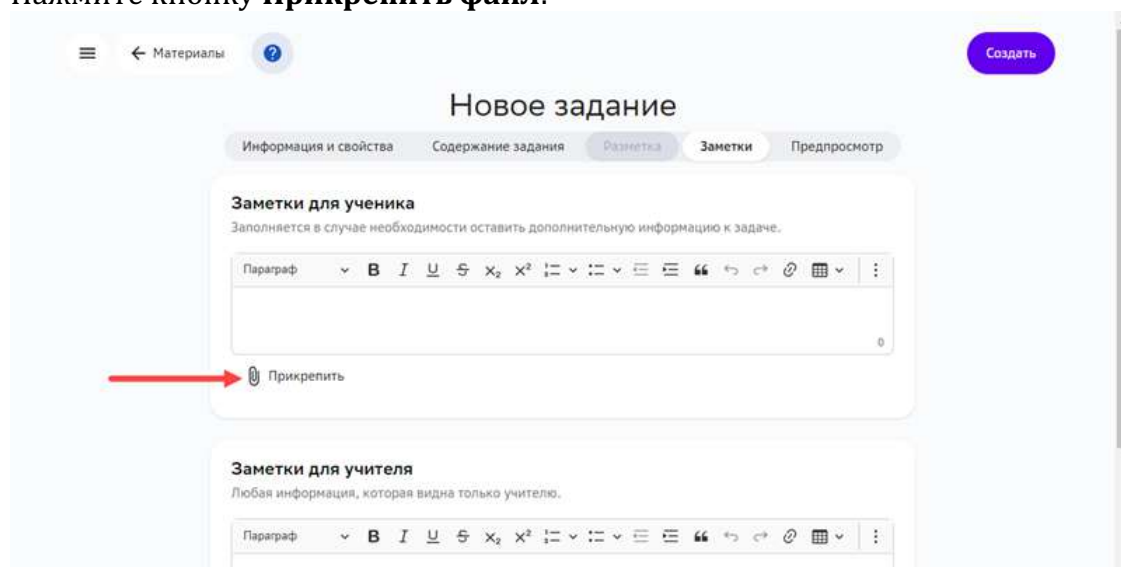 Нажмите кнопку Прикрепить файл.
Материалы
Создать
Новое задание
Информация и свойства Содержание задания Разметка Заметки Предпросмотр
Заметки для ученика
Заполняется в случае необходимости оставить дополнительную информацию к задаче.
Параграф B I U S x₂ x²
0
Прикрепить
Заметки для учителя
Любая информация, которая видна только учителю.
Параграф B I U S x₂ x²